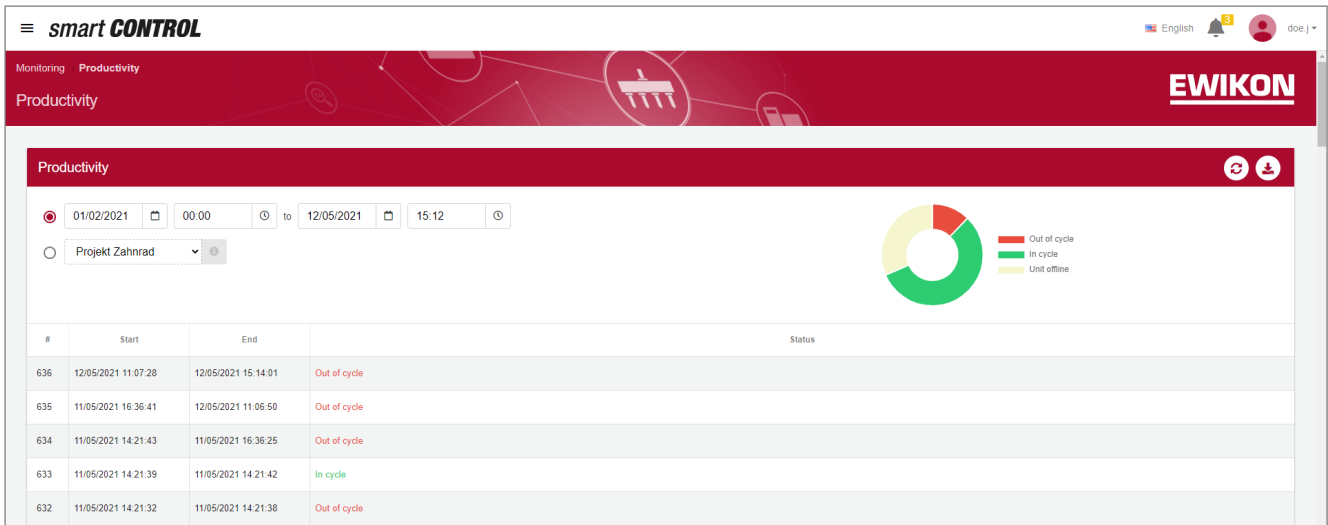 smart CONTROL
English
3
doe.j
Monitoring Productivity
Productivity
EWIKON
Productivity
01/02/2021 00:00 to 12/05/2021 15:12
Projekt Zahnrad
Out of cycle
In cycle
Unit offline
# Start End Status
636 12/05/2021 11:07:28 12/05/2021 15:14:01 Out of cycle
635 11/05/2021 16:36:41 12/05/2021 11:06:50 Out of cycle
634 11/05/2021 14:21:43 11/05/2021 16:36:25 Out of cycle
633 11/05/2021 14:21:39 11/05/2021 14:21:42 In cycle
632 11/05/2021 14:21:32 11/05/2021 14:21:38 Out of cycle